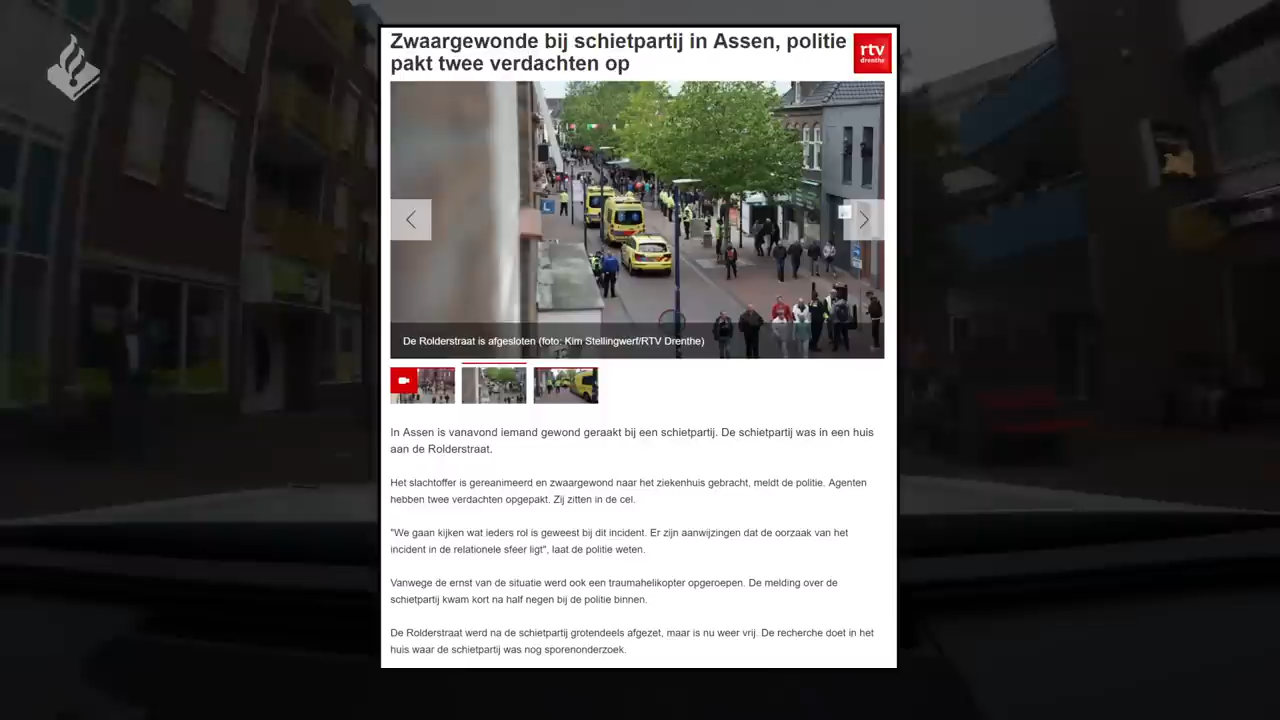 Zwaargewonde bij schietpartij in Assen, politie
pakt twee verdachten op
rtv
drenthe
L
De Rolderstraat is afgesloten (foto: Kim Stellingwerf/RTV Drenthe)
In Assen is vanavond iemand gewond geraakt bij een schietpartij. De schietpartij was in een huis
aan de Rolderstraat.
Het slachtoffer is gereanimeerd en zwaargewond naar het ziekenhuis gebracht, meldt de politie. Agenten
hebben twee verdachten opgepakt. Zij zitten in de cel.
"We gaan kijken wat ieders rol is geweest bij dit incident. Er zijn aanwijzingen dat de oorzaak van het
incident in de relationele sfeer ligt", laat de politie weten.
Vanwege de ernst van de situatie werd ook een traumahelikopter opgeroepen. De melding over de
schietpartij kwam kort na half negen bij de politie binnen.
De Rolderstraat werd na de schietpartij grotendeels afgezet, maar is nu weer vrij. De recherche doet in het
huis waar de schietpartij was nog sporenonderzoek.